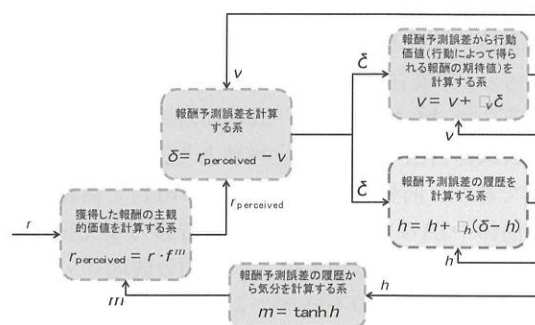 報酬予測誤差から行動
価値(行動によって得ら
れる報酬の期待値)を
計算する系
v = v + □vδ
v
δ
v
報酬予測誤差を計算
する系
δ = rperceived − v
rperceived
δ
報酬予測誤差の履歴を
計算する系
h = h + □h(δ − h)
h
r
獲得した報酬の主観
的価値を計算する系
rperceived = r · f^m
m
報酬予測誤差の履歴か
ら気分を計算する系
m = tanh h
h